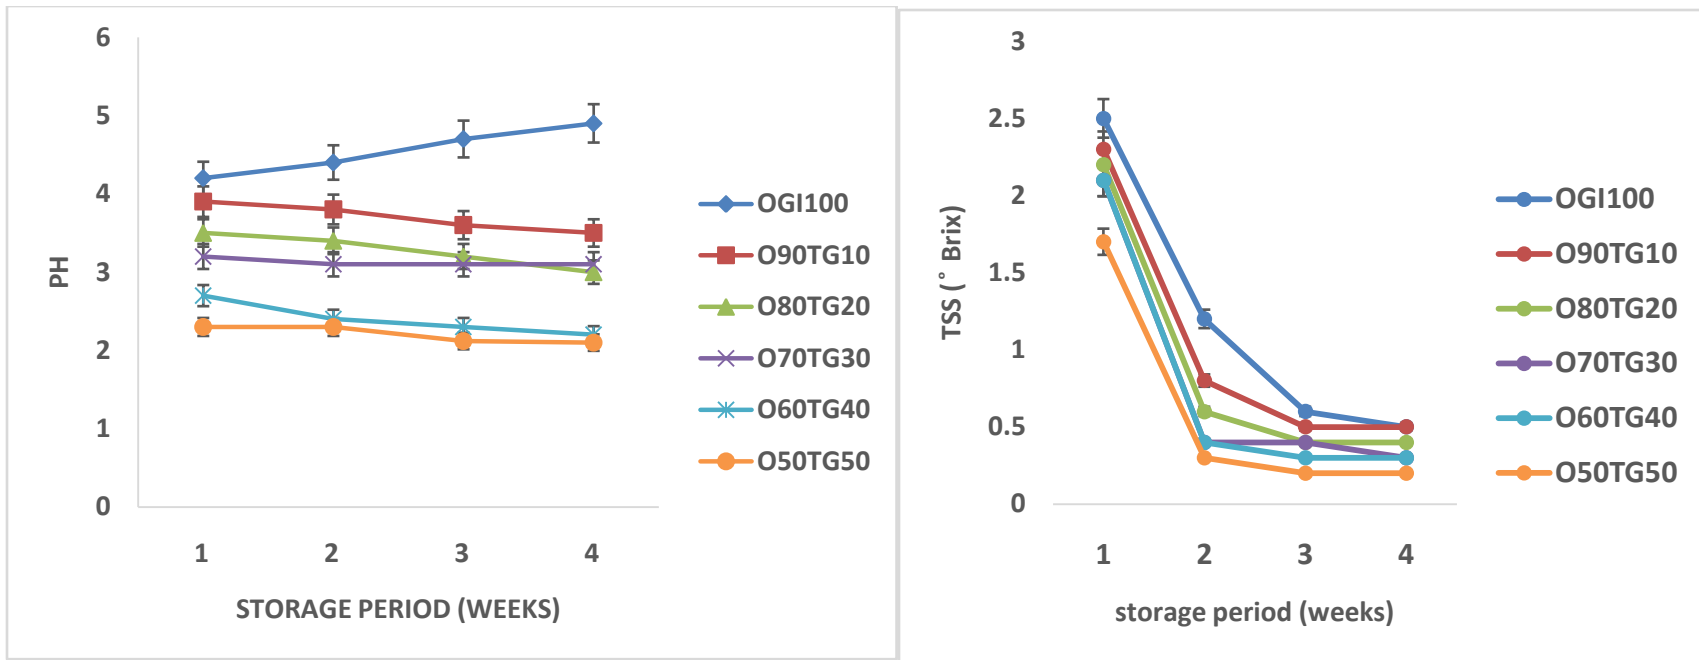 6
5
4
3
2
1
0
PH
1 2 3 4
STORAGE PERIOD (WEEKS)
OGI100
O90TG10
O80TG20
O70TG30
O60TG40
O50TG50
3
2.5
2
1.5
1
0.5
0
TSS (˚ Brix)
1 2 3 4
storage period (weeks)
OGI100
O90TG10
O80TG20
O70TG30
O60TG40
O50TG50